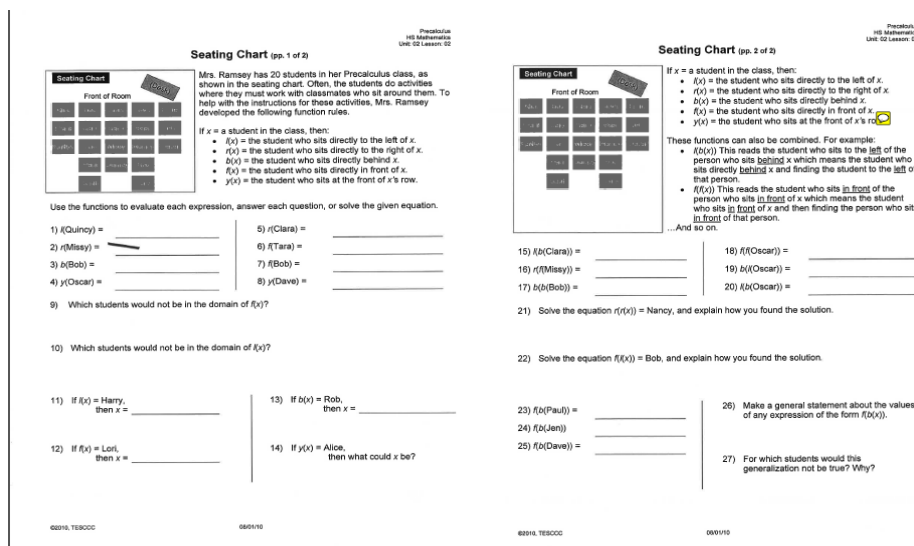 Precalculus
HS Mathematics
Unit: 02 Lesson: 02
Seating Chart (pp. 1 of 2)
Seating Chart
Front of Room
Mrs. Ramsey has 20 students in her Precalculus class, as
shown in the seating chart. Often, the students do activities
where they must work with classmates who sit around them. To
help with the instructions for these activities, Mrs. Ramsey
developed the following function rules.
If x = a student in the class, then:
• l(x) = the student who sits directly to the left of x.
• r(x) = the student who sits directly to the right of x.
• b(x) = the student who sits directly behind x.
• f(x) = the student who sits directly in front of x.
• y(x) = the student who sits at the front of x's row.
Use the functions to evaluate each expression, answer each question, or solve the given equation.
1) l(Quincy) =
2) r(Missy) =
3) b(Bob) =
4) y(Oscar) =
5) r(Clara) =
6) f(Tara) =
7) f(Bob) =
8) y(Dave) =
9) Which students would not be in the domain of f(x)?
10) Which students would not be in the domain of l(x)?
11) If l(x) = Harry,
then x =
12) If f(x) = Lori,
then x =
13) If b(x) = Rob,
then x =
14) If y(x) = Alice,
then what could x be?
©2010, TESCCC
08/01/10
Precalculu
HS Mathematic
Unit: 02 Lesson: 0
Seating Chart (pp. 2 of 2)
Seating Chart
Front of Room
If x = a student in the class, then:
• l(x) = the student who sits directly to the left of x.
• r(x) = the student who sits directly to the right of x.
• b(x) = the student who sits directly behind x.
• f(x) = the student who sits directly in front of x.
• y(x) = the student who sits at the front of x's ro
These functions can also be combined. For example:
• l(b(x)) This reads the student who sits to the left of the
person who sits behind x which means the student who
sits directly behind x and finding the student to the left o
that person.
• f(f(x)) This reads the student who sits in front of the
person who sits in front of x which means the student
who sits in front of x and then finding the person who sit
in front of that person.
…And so on.
15) l(b(Clara)) =
16) r(f(Missy)) =
17) b(b(Bob)) =
18) f(f(Oscar)) =
19) b(l(Oscar)) =
20) l(b(Oscar)) =
21) Solve the equation r(r(x)) = Nancy, and explain how you found the solution.
22) Solve the equation f(l(x)) = Bob, and explain how you found the solution.
23) f(b(Paul)) =
24) f(b(Jen))
25) f(b(Dave)) =
26) Make a general statement about the values
of any expression of the form f(b(x)).
27) For which students would this
generalization not be true? Why?
©2010, TESCCC
08/01/10